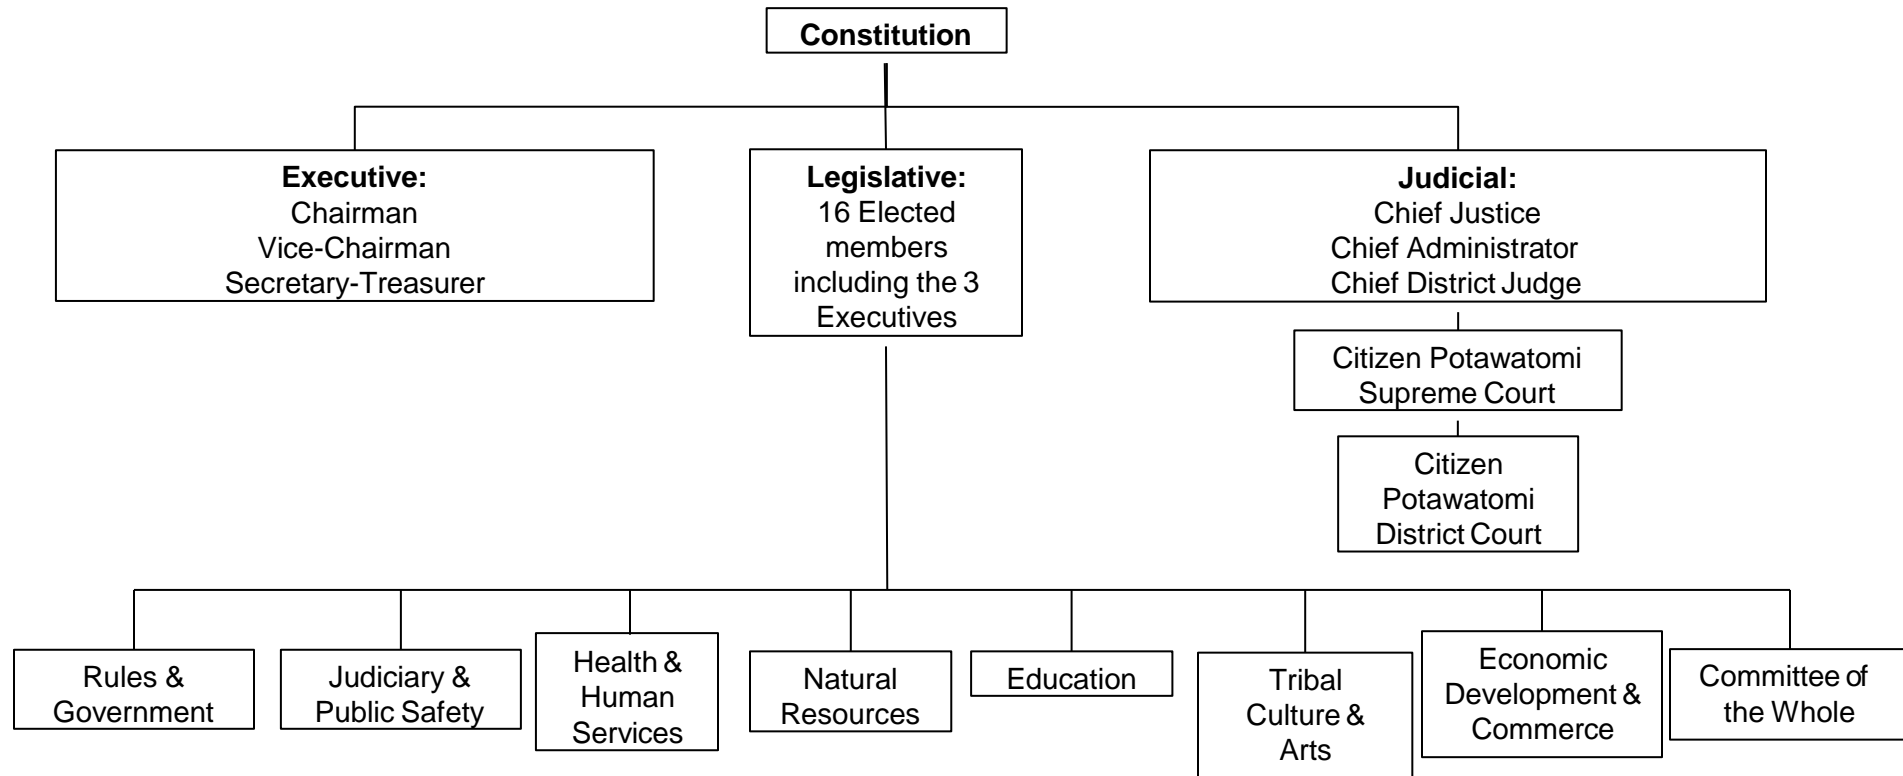 Constitution
Executive:
Chairman
Vice-Chairman
Secretary-Treasurer
Legislative:
16 Elected
members
including the 3
Executives
Judicial:
Chief Justice
Chief Administrator
Chief District Judge
Citizen Potawatomi
Supreme Court
Citizen
Potawatomi
District Court
Rules &
Government
Judiciary &
Public Safety
Health &
Human
Services
Natural
Resources
Education
Tribal
Culture &
Arts
Economic
Development &
Commerce
Committee of
the Whole